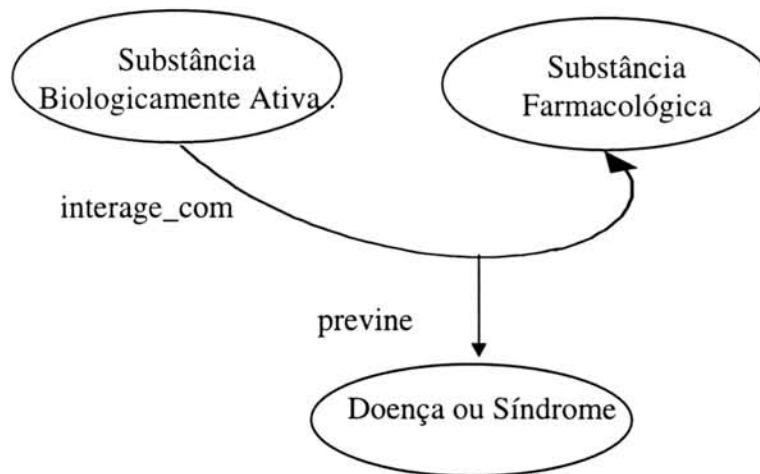 Substância
Biologicamente Ativa .
Substância
Farmacológica
interage_com
previne
Doença ou Síndrome